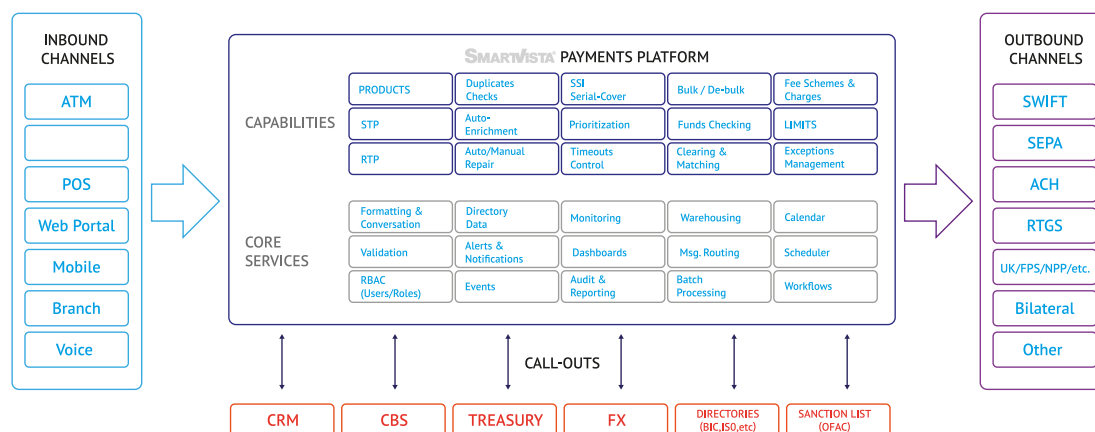 INBOUND
CHANNELS
ATM
POS
Web Portal
Mobile
Branch
Voice
SMARTVISTA® PAYMENTS PLATFORM
CAPABILITIES
PRODUCTS
Duplicates
Checks
SSI
Serial-Cover
Bulk / De-bulk
Fee Schemes &
Charges
STP
Auto-
Enrichment
Prioritization
Funds Checking
LIMITS
RTP
Auto/Manual
Repair
Timeouts
Control
Clearing &
Matching
Exceptions
Management
CORE
SERVICES
Formatting &
Conversation
Directory
Data
Monitoring
Warehousing
Calendar
Validation
Alerts &
Notifications
Dashboards
Msg. Routing
Scheduler
RBAC
(Users/Roles)
Events
Audit &
Reporting
Batch
Processing
Workflows
CALL-OUTS
CRM
CBS
TREASURY
FX
DIRECTORIES
(BIC,ISO,etc)
SANCTION LIST
(OFAC)
OUTBOUND
CHANNELS
SWIFT
SEPA
ACH
RTGS
UK/FPS/NPP/etc.
Bilateral
Other